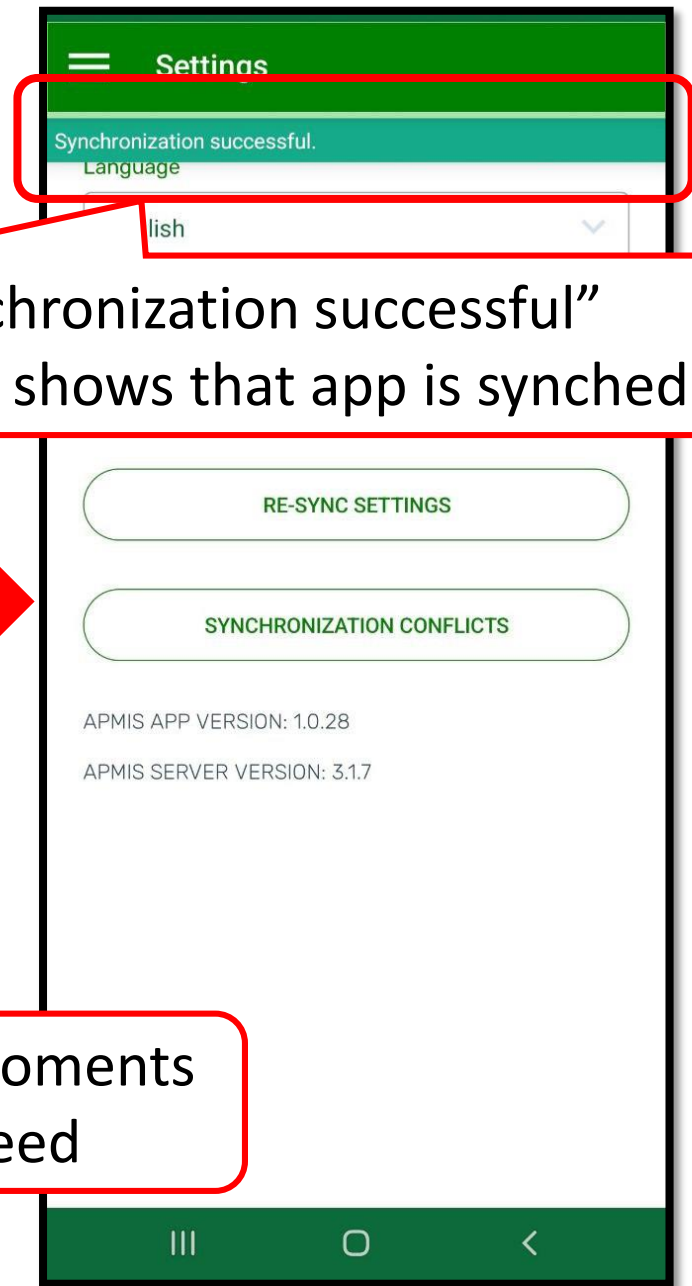 Settings
Synchronization successful.
Language
lish
chronization successful”
shows that app is synched
RE-SYNC SETTINGS
SYNCHRONIZATION CONFLICTS
APMIS APP VERSION: 1.0.28
APMIS SERVER VERSION: 3.1.7
oments
eed